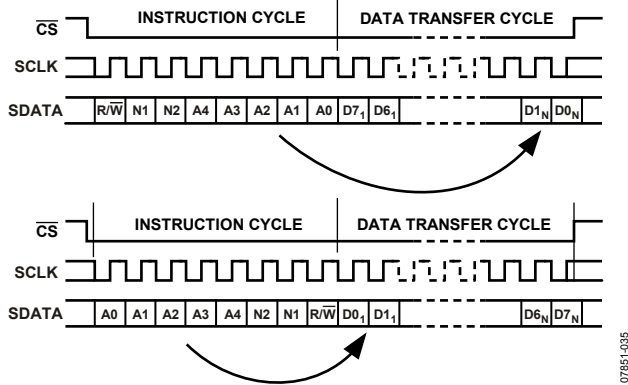 INSTRUCTION CYCLE DATA TRANSFER CYCLE
C̅S̅
SCLK
SDATA R/W̅ N1 N2 A4 A3 A2 A1 A0 D7₁ D6₁ D1N D0N
INSTRUCTION CYCLE DATA TRANSFER CYCLE
C̅S̅
SCLK
SDATA A0 A1 A2 A3 A4 N2 N1 R/W̅ D0₁ D1₁ D6N D7N
07851-035